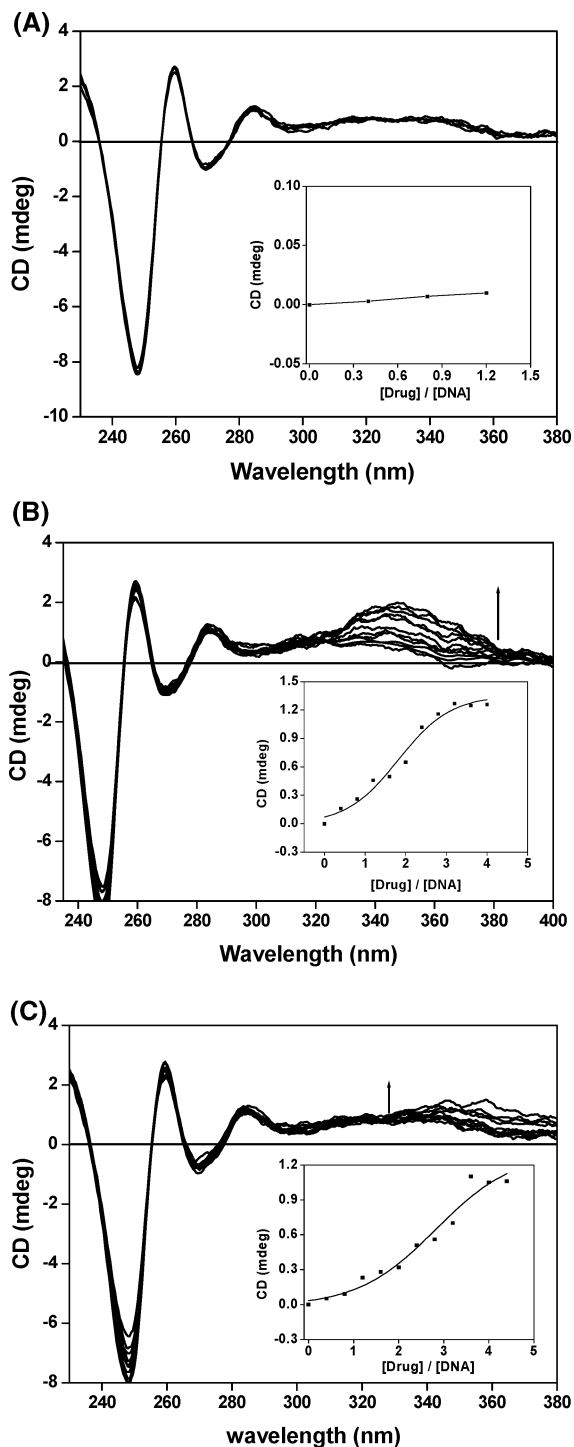 (A)
4
2
0
-2
-4
-6
-8
-10
CD (mdeg)
0.10
0.05
0.00
-0.05
CD (mdeg)
0.0 0.3 0.6 0.9 1.2 1.5
[Drug] / [DNA]
240 260 280 300 320 340 360 380
Wavelength (nm)
(B)
4
2
0
-2
-4
-6
-8
CD (mdeg)
1.5
1.2
0.9
0.6
0.3
0.0
-0.3
CD (mdeg)
0 1 2 3 4 5
[Drug] / [DNA]
240 260 280 300 320 340 360 380 400
Wavelength (nm)
(C)
4
2
0
-2
-4
-6
-8
CD (mdeg)
1.2
0.9
0.6
0.3
0.0
-0.3
CD (mdeg)
0 1 2 3 4 5
[Drug] / [DNA]
240 260 280 300 320 340 360 380
wavelength (nm)